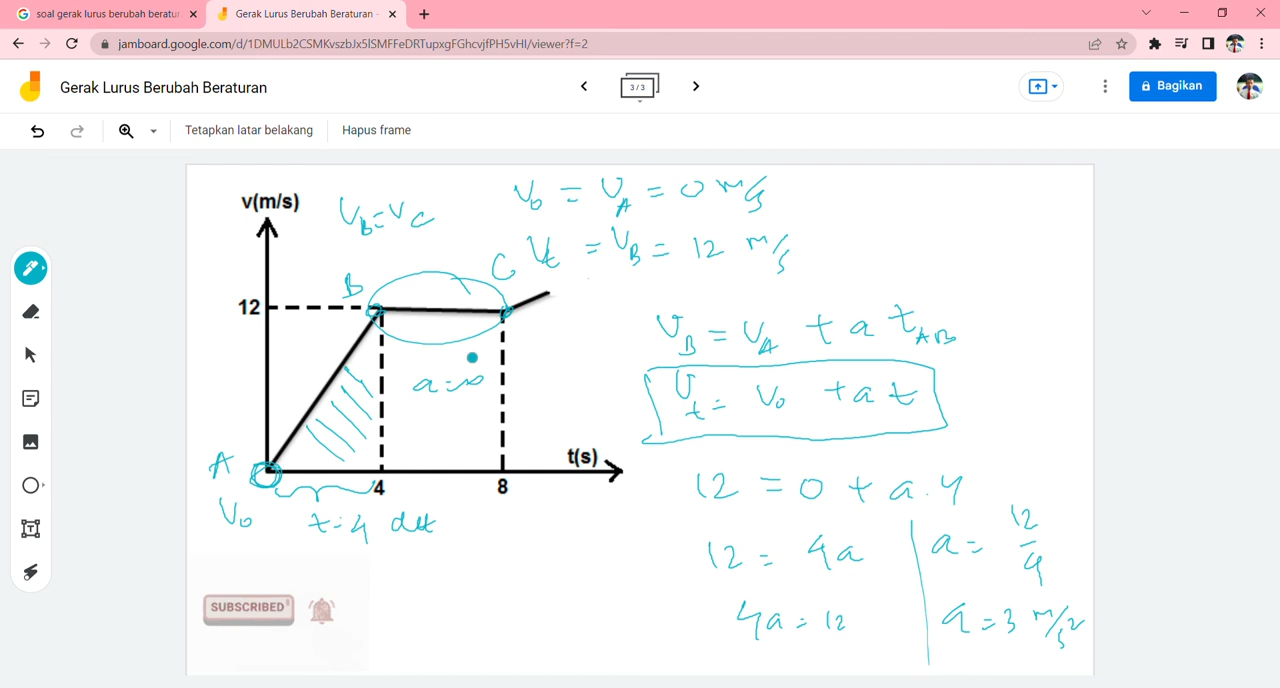 soal gerak lurus berubah beratur
Gerak Lurus Berubah Beraturan -
jamboard.google.com/d/1DMULb2CSMKvszbJx5lSMFFeDRTupxgFGhcvjfPH5vHI/viewer?f=2
Gerak Lurus Berubah Beraturan
3 / 3
Bagikan
Tetapkan latar belakang
Hapus frame
v(m/s)
V_B = V_C
V_0 = V_A = 0 m/s
V_t = V_B = 12 m/s
B
C
12
V_B = V_A + a t_AB
a = 0
V_t = V_0 + a t
A
t(s)
4
8
V_0
t = 4 det
12 = 0 + a . 4
12 = 4a
a = 12/4
4a = 12
a = 3 m/s2
SUBSCRIBED